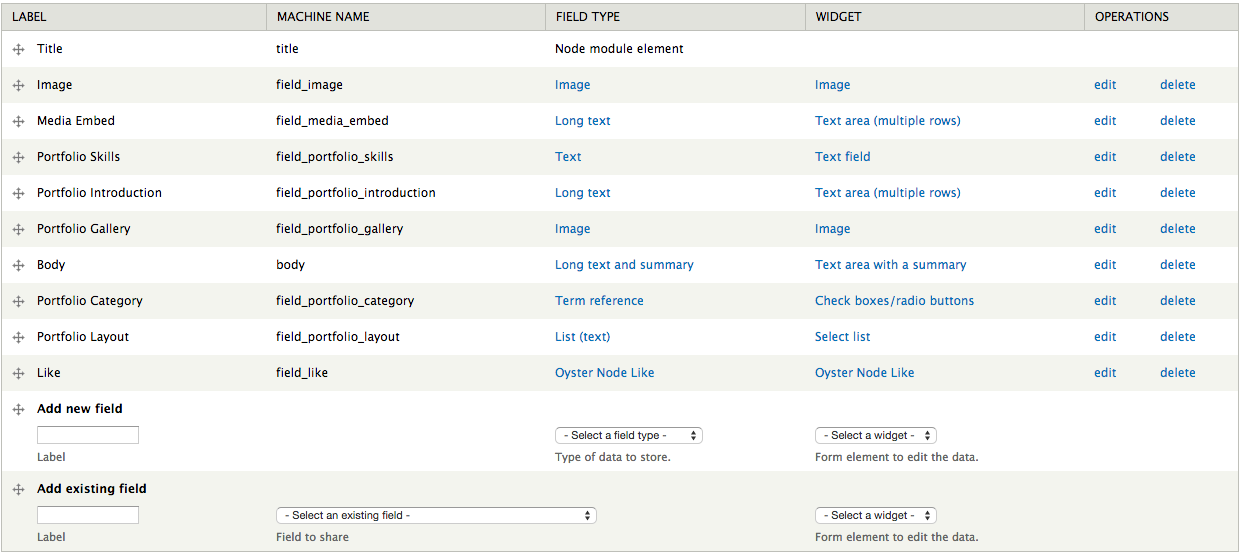 LABEL MACHINE NAME FIELD TYPE WIDGET OPERATIONS
Title title Node module element
Image field_image Image Image edit delete
Media Embed field_media_embed Long text Text area (multiple rows) edit delete
Portfolio Skills field_portfolio_skills Text Text field edit delete
Portfolio Introduction field_portfolio_introduction Long text Text area (multiple rows) edit delete
Portfolio Gallery field_portfolio_gallery Image Image edit delete
Body body Long text and summary Text area with a summary edit delete
Portfolio Category field_portfolio_category Term reference Check boxes/radio buttons edit delete
Portfolio Layout field_portfolio_layout List (text) Select list edit delete
Like field_like Oyster Node Like Oyster Node Like edit delete
Add new field
- Select a field type - - Select a widget -
Label Type of data to store. Form element to edit the data.
Add existing field
- Select an existing field - - Select a widget -
Label Field to share Form element to edit the data.